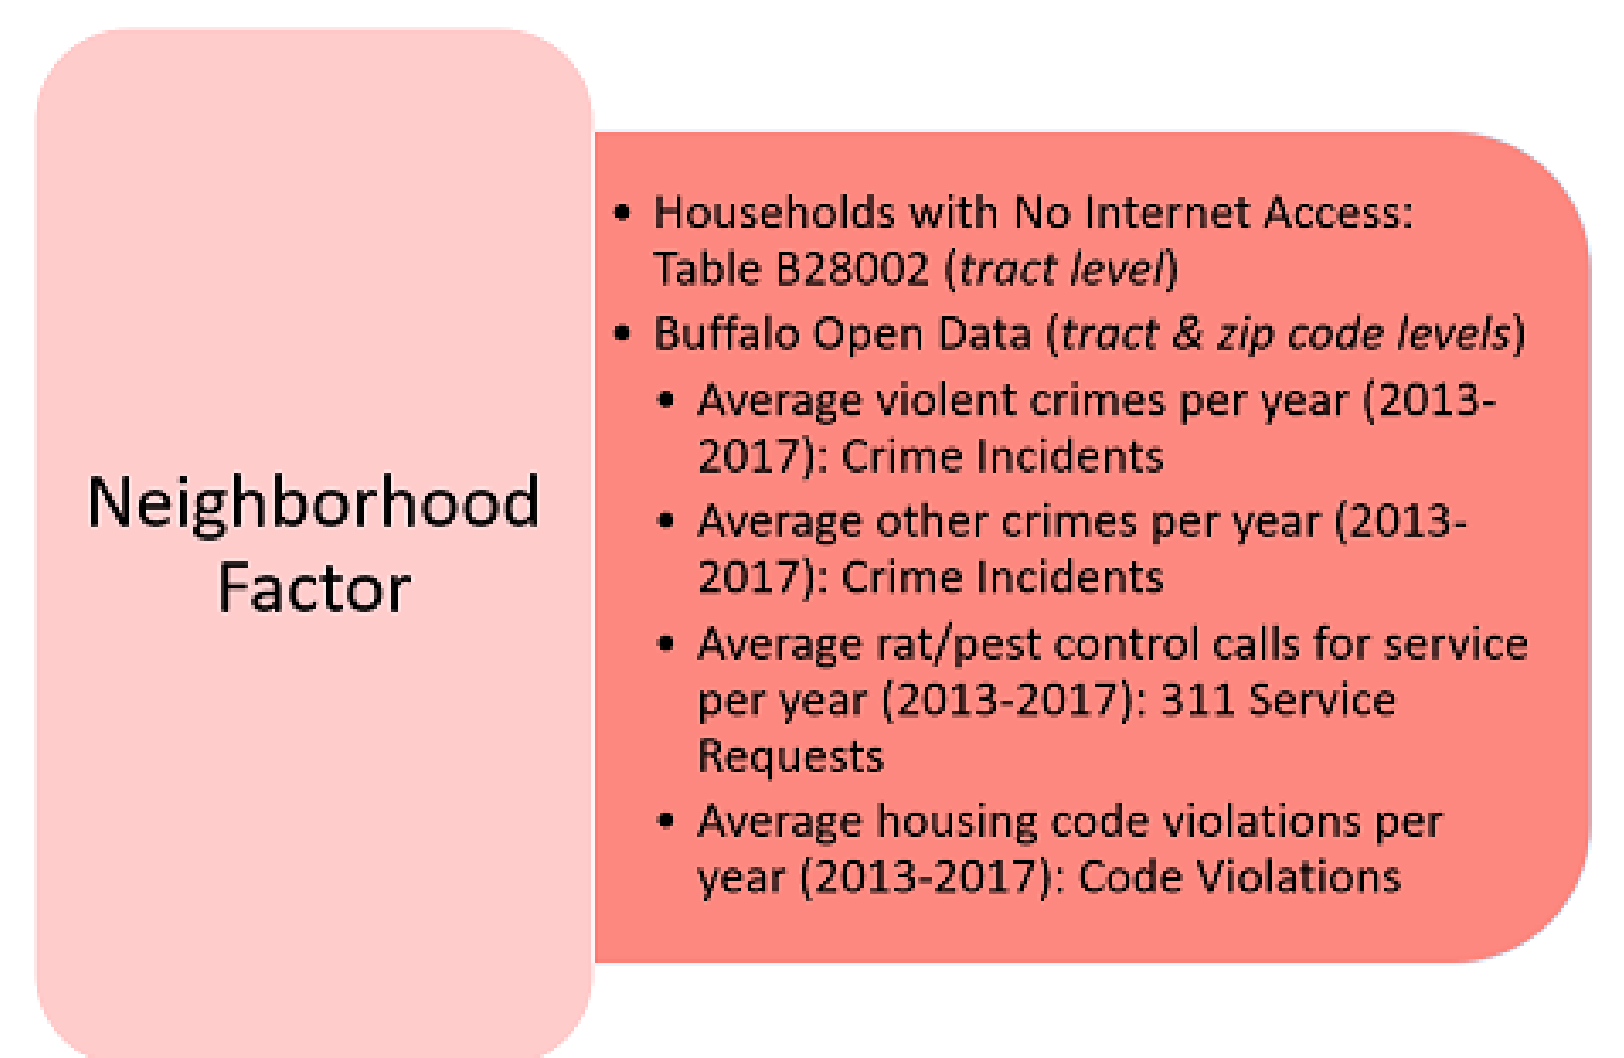 Neighborhood
Factor
• Households with No Internet Access:
Table B28002 (tract level)
• Buffalo Open Data (tract & zip code levels)
• Average violent crimes per year (2013-
2017): Crime Incidents
• Average other crimes per year (2013-
2017): Crime Incidents
• Average rat/pest control calls for service
per year (2013-2017): 311 Service
Requests
• Average housing code violations per
year (2013-2017): Code Violations